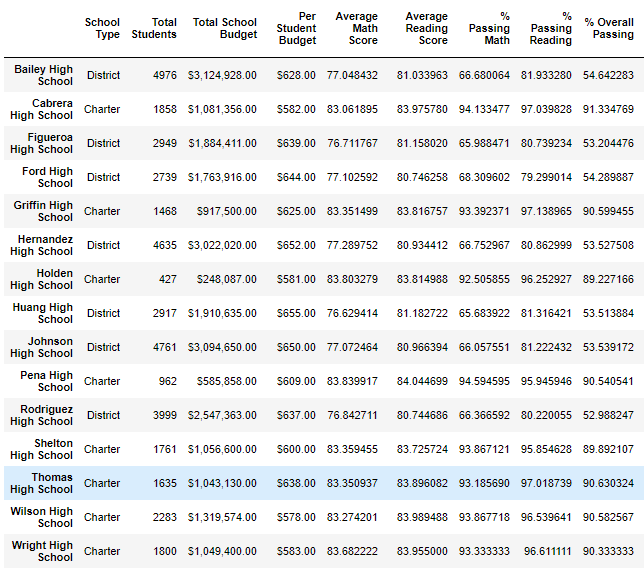 School Type Total Students Total School Budget Per Student Budget Average Math Score Average Reading Score % Passing Math % Passing Reading % Overall Passing
Bailey High School District 4976 $3,124,928.00 $628.00 77.048432 81.033963 66.680064 81.933280 54.642283
Cabrera High School Charter 1858 $1,081,356.00 $582.00 83.061895 83.975780 94.133477 97.039828 91.334769
Figueroa High School District 2949 $1,884,411.00 $639.00 76.711767 81.158020 65.988471 80.739234 53.204476
Ford High School District 2739 $1,763,916.00 $644.00 77.102592 80.746258 68.309602 79.299014 54.289887
Griffin High School Charter 1468 $917,500.00 $625.00 83.351499 83.816757 93.392371 97.138965 90.599455
Hernandez High School District 4635 $3,022,020.00 $652.00 77.289752 80.934412 66.752967 80.862999 53.527508
Holden High School Charter 427 $248,087.00 $581.00 83.803279 83.814988 92.505855 96.252927 89.227166
Huang High School District 2917 $1,910,635.00 $655.00 76.629414 81.182722 65.683922 81.316421 53.513884
Johnson High School District 4761 $3,094,650.00 $650.00 77.072464 80.966394 66.057551 81.222432 53.539172
Pena High School Charter 962 $585,858.00 $609.00 83.839917 84.044699 94.594595 95.945946 90.540541
Rodriguez High School District 3999 $2,547,363.00 $637.00 76.842711 80.744686 66.366592 80.220055 52.988247
Shelton High School Charter 1761 $1,056,600.00 $600.00 83.359455 83.725724 93.867121 95.854628 89.892107
Thomas High School Charter 1635 $1,043,130.00 $638.00 83.350937 83.896082 93.185690 97.018739 90.630324
Wilson High School Charter 2283 $1,319,574.00 $578.00 83.274201 83.989488 93.867718 96.539641 90.582567
Wright High School Charter 1800 $1,049,400.00 $583.00 83.682222 83.955000 93.333333 96.611111 90.333333